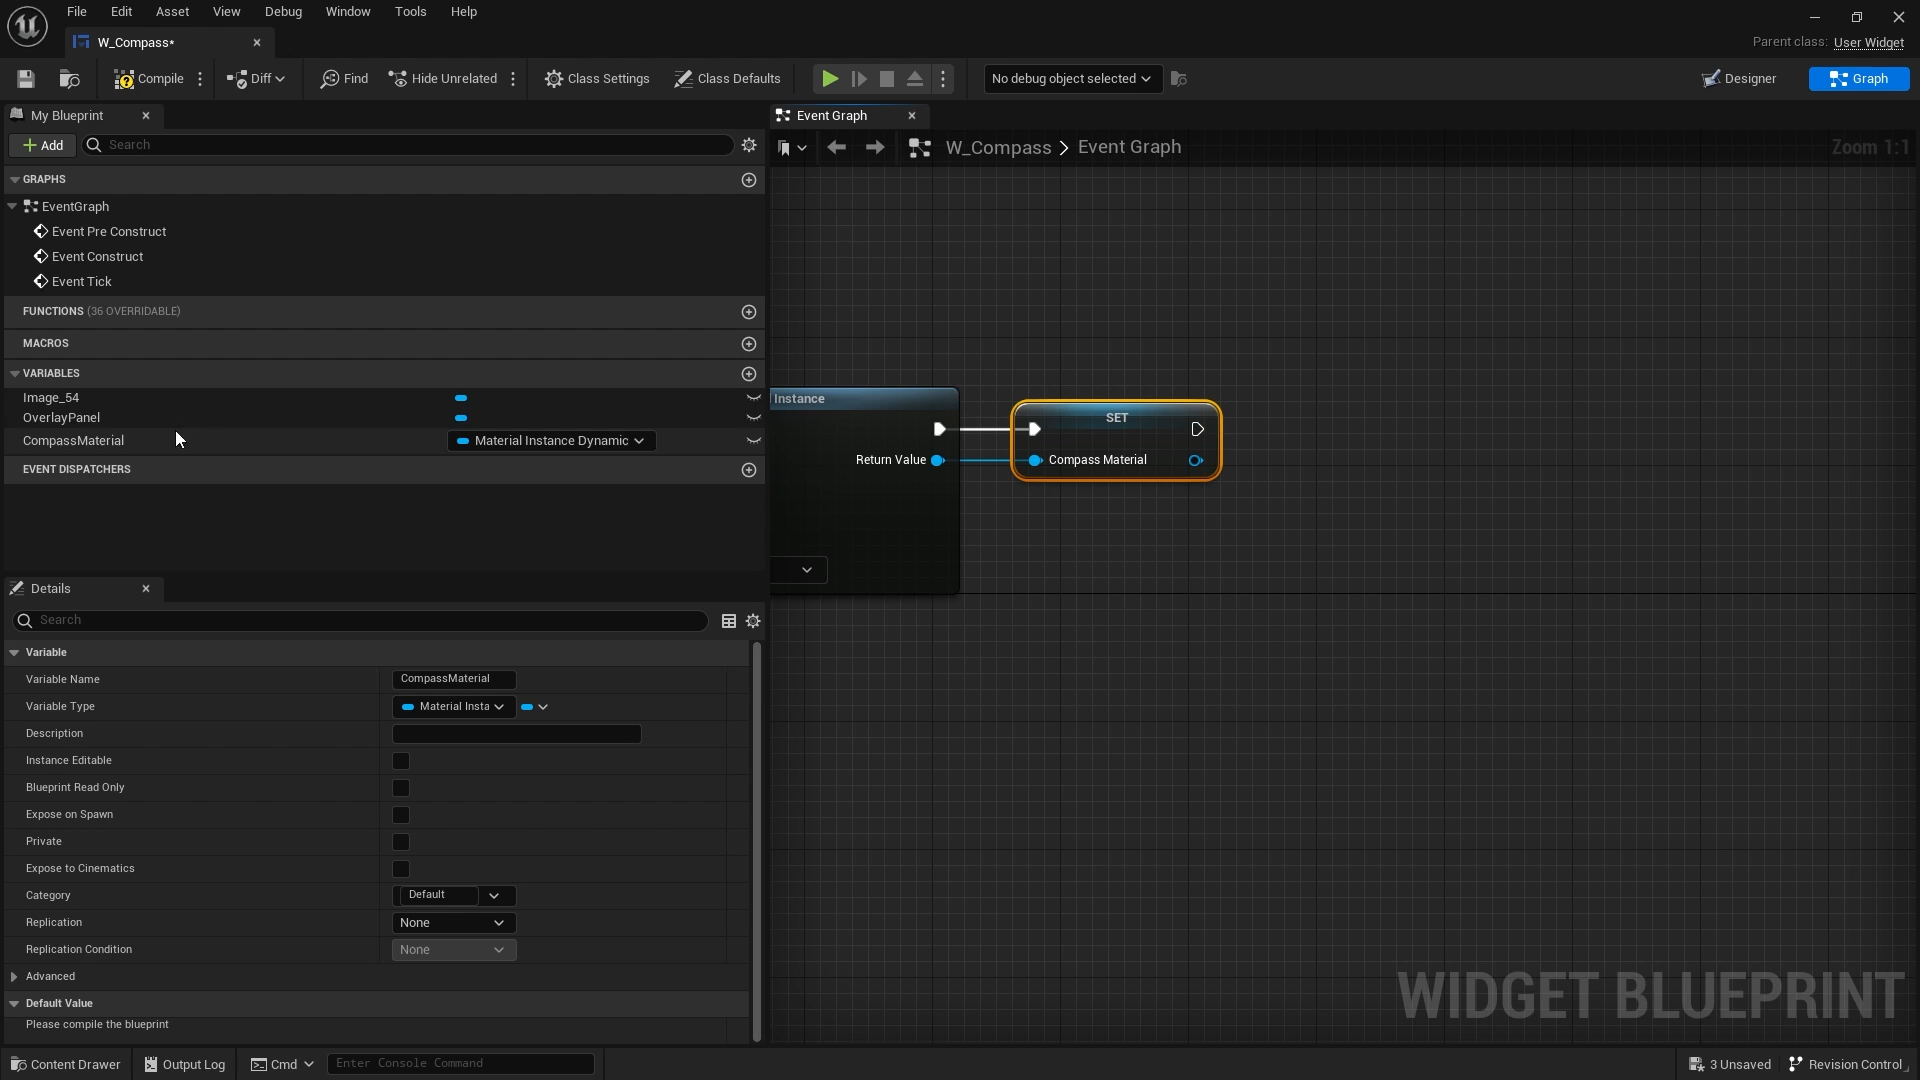 File Edit Asset View Debug Window Tools Help
W_Compass*
Parent class: User Widget
Compile Diff Find Hide Unrelated Class Settings Class Defaults No debug object selected Designer Graph
My Blueprint
Event Graph
Add Search
W_Compass > Event Graph Zoom 1:1
GRAPHS
EventGraph
Event Pre Construct
Event Construct
Event Tick
FUNCTIONS (36 OVERRIDABLE)
MACROS
VARIABLES
Image_54
OverlayPanel
CompassMaterial Material Instance Dynamic
EVENT DISPATCHERS
Instance
Return Value
SET
Compass Material
Details
Search
Variable
Variable Name CompassMaterial
Variable Type Material Insta
Description
Instance Editable
Blueprint Read Only
Expose on Spawn
Private
Expose to Cinematics
Category Default
Replication None
Replication Condition None
Advanced
Default Value
Please compile the blueprint
WIDGET BLUEPRINT
Content Drawer Output Log Cmd Enter Console Command 3 Unsaved Revision Control